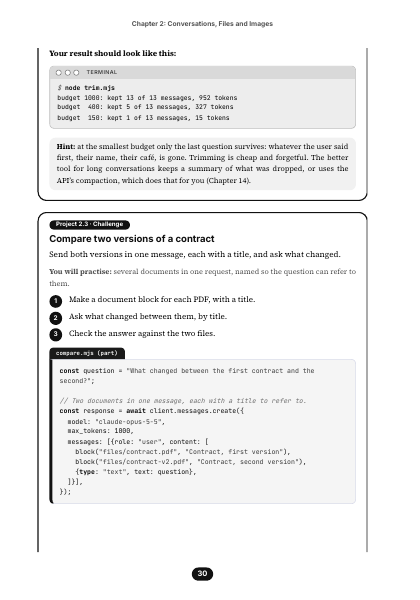 Chapter 2: Conversations, Files and Images
Your result should look like this:
TERMINAL
$ node trim.mjs
budget 1000: kept 13 of 13 messages, 952 tokens
budget  400: kept 5 of 13 messages, 327 tokens
budget  150: kept 1 of 13 messages, 15 tokens
Hint: at the smallest budget only the last question survives: whatever the user said
first, their name, their café, is gone. Trimming is cheap and forgetful. The better
tool for long conversations keeps a summary of what was dropped, or uses the
API's compaction, which does that for you (Chapter 14).
Project 2.3 · Challenge
Compare two versions of a contract
Send both versions in one message, each with a title, and ask what changed.
You will practise: several documents in one request, named so the question can refer to
them.
1 Make a document block for each PDF, with a title.
2 Ask what changed between them, by title.
3 Check the answer against the two files.
compare.mjs (part)
const question = "What changed between the first contract and the
second?";
// Two documents in one message, each with a title to refer to.
const response = await client.messages.create({
  model: "claude-opus-5-5",
  max_tokens: 1000,
  messages: [{role: "user", content: [
    block("files/contract.pdf", "Contract, first version"),
    block("files/contract-v2.pdf", "Contract, second version"),
    {type: "text", text: question},
  ]}],
});
30